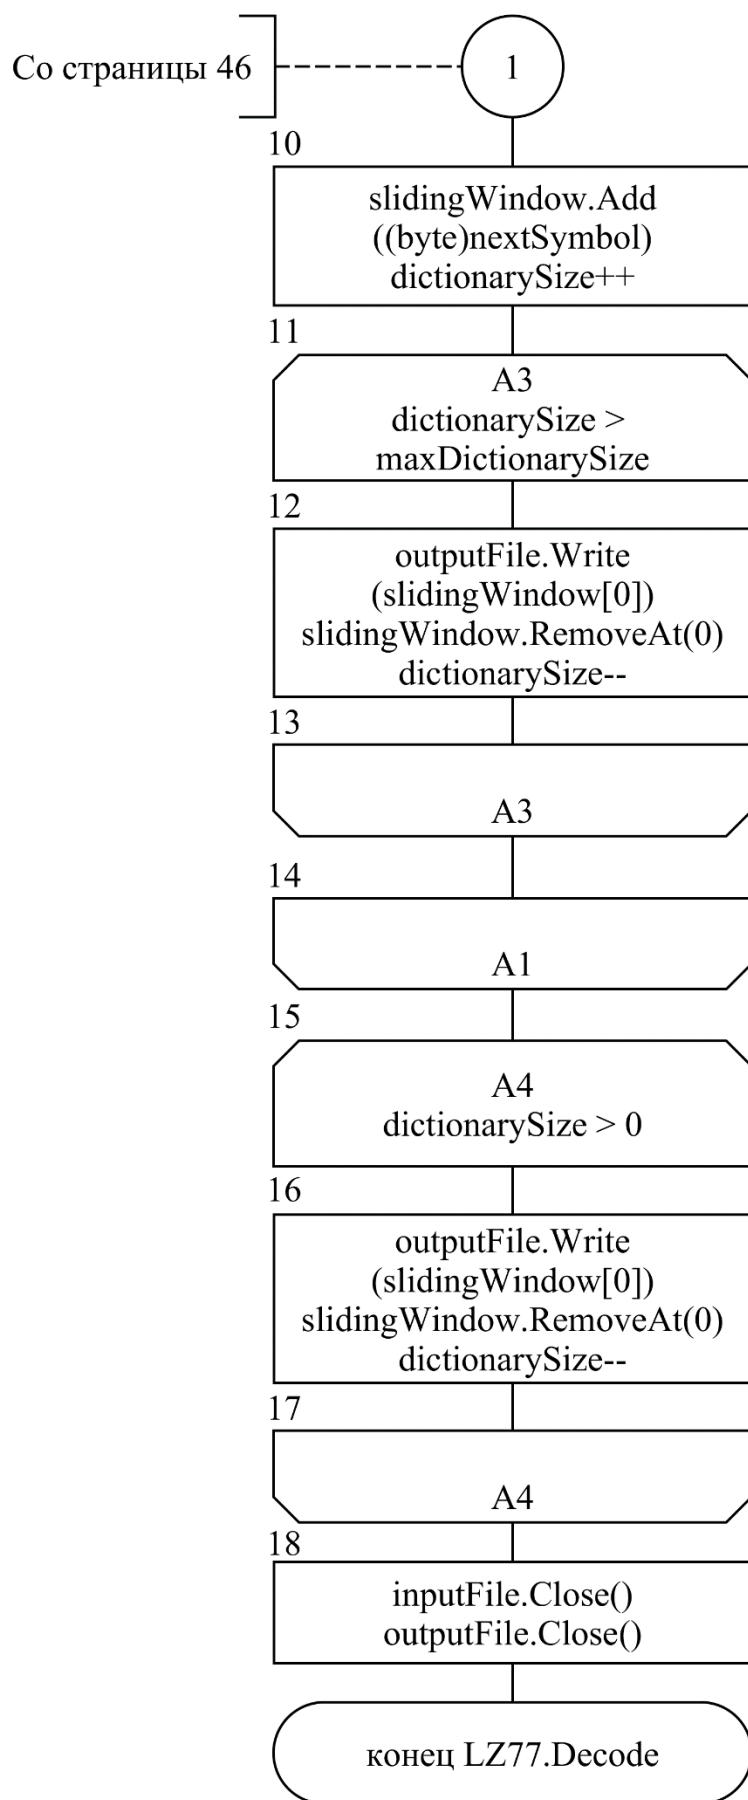 Со страницы 46
1
10
slidingWindow.Add
((byte)nextSymbol)
dictionarySize++
11
A3
dictionarySize >
maxDictionarySize
12
outputFile.Write
(slidingWindow[0])
slidingWindow.RemoveAt(0)
dictionarySize--
13
A3
14
A1
15
A4
dictionarySize > 0
16
outputFile.Write
(slidingWindow[0])
slidingWindow.RemoveAt(0)
dictionarySize--
17
A4
18
inputFile.Close()
outputFile.Close()
конец LZ77.Decode